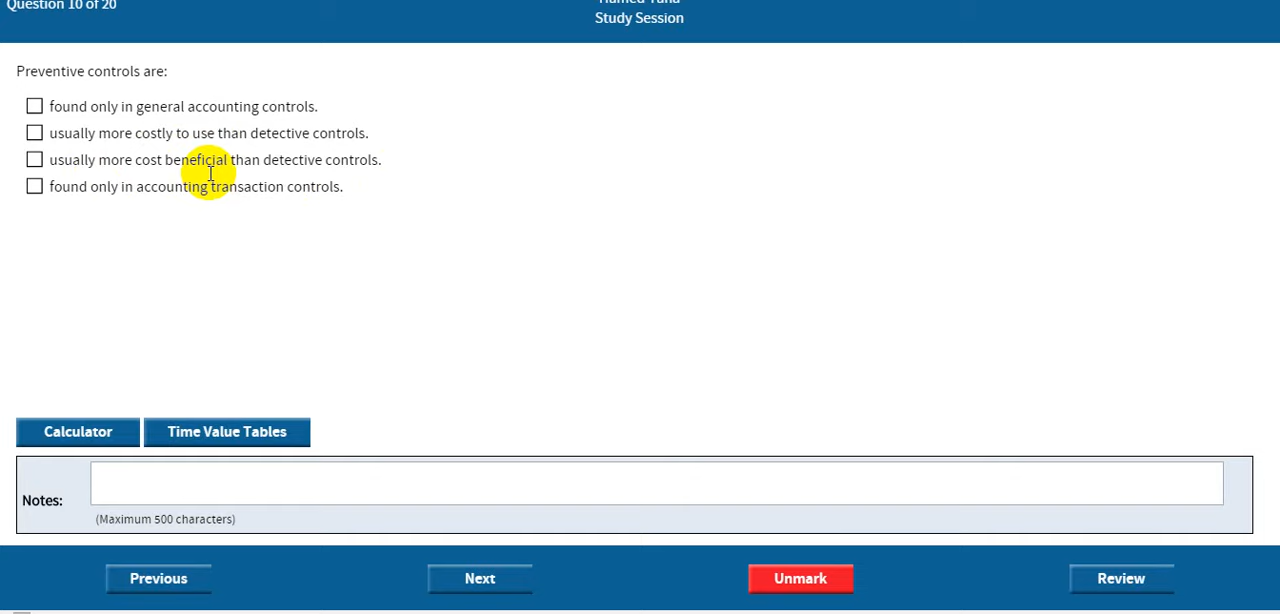 Question 10 of 20
Study Session
Preventive controls are:
found only in general accounting controls.
usually more costly to use than detective controls.
usually more cost beneficial than detective controls.
found only in accounting transaction controls.
Calculator
Time Value Tables
Notes:
(Maximum 500 characters)
Previous
Next
Unmark
Review